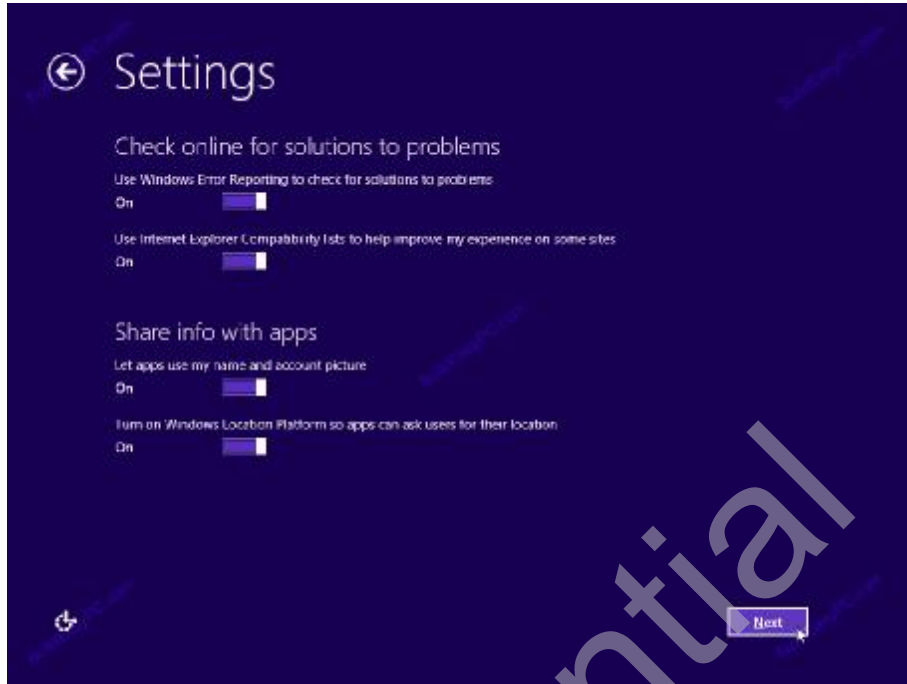 Settings
Check online for solutions to problems
Use Windows Error Reporting to check for solutions to problems
On
Use Internet Explorer Compatibility lists to help improve my experience on some sites
On
Share info with apps
Let apps use my name and account picture
On
Turn on Windows Location Platform so apps can ask users for their location
On
Next
ntial